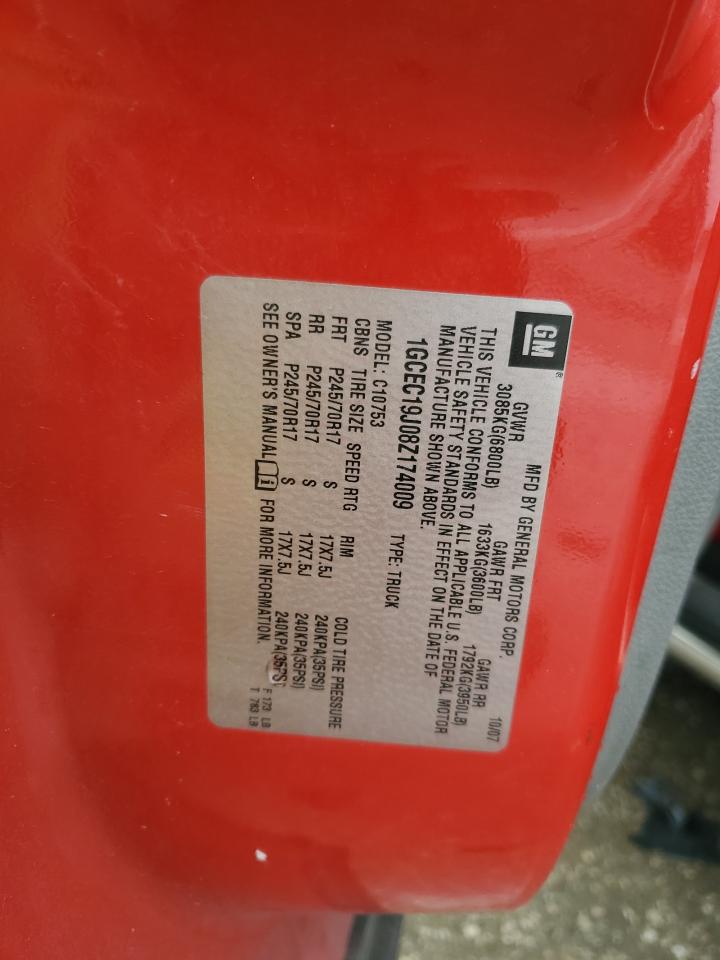 GM®
MFD BY GENERAL MOTORS CORP. 10/07
GVWR GAWR FRT GAWR RR
3085KG(6800LB) 1633KG(3600LB) 1792KG(3950LB)
THIS VEHICLE CONFORMS TO ALL APPLICABLE U.S. FEDERAL MOTOR
VEHICLE SAFETY STANDARDS IN EFFECT ON THE DATE OF
MANUFACTURE SHOWN ABOVE.
1GCEC19J08Z174009 TYPE: TRUCK
MODEL: C10753
CBNS TIRE SIZE SPEED RTG RIM COLD TIRE PRESSURE
FRT P245/70R17 S 17X7.5J 240KPA(35PSI)
RR P245/70R17 S 17X7.5J 240KPA(35PSI)
SPA P245/70R17 S 17X7.5J 240KPA(35PSI)
SEE OWNER'S MANUAL i FOR MORE INFORMATION.
F 173 LB
T 763 LB